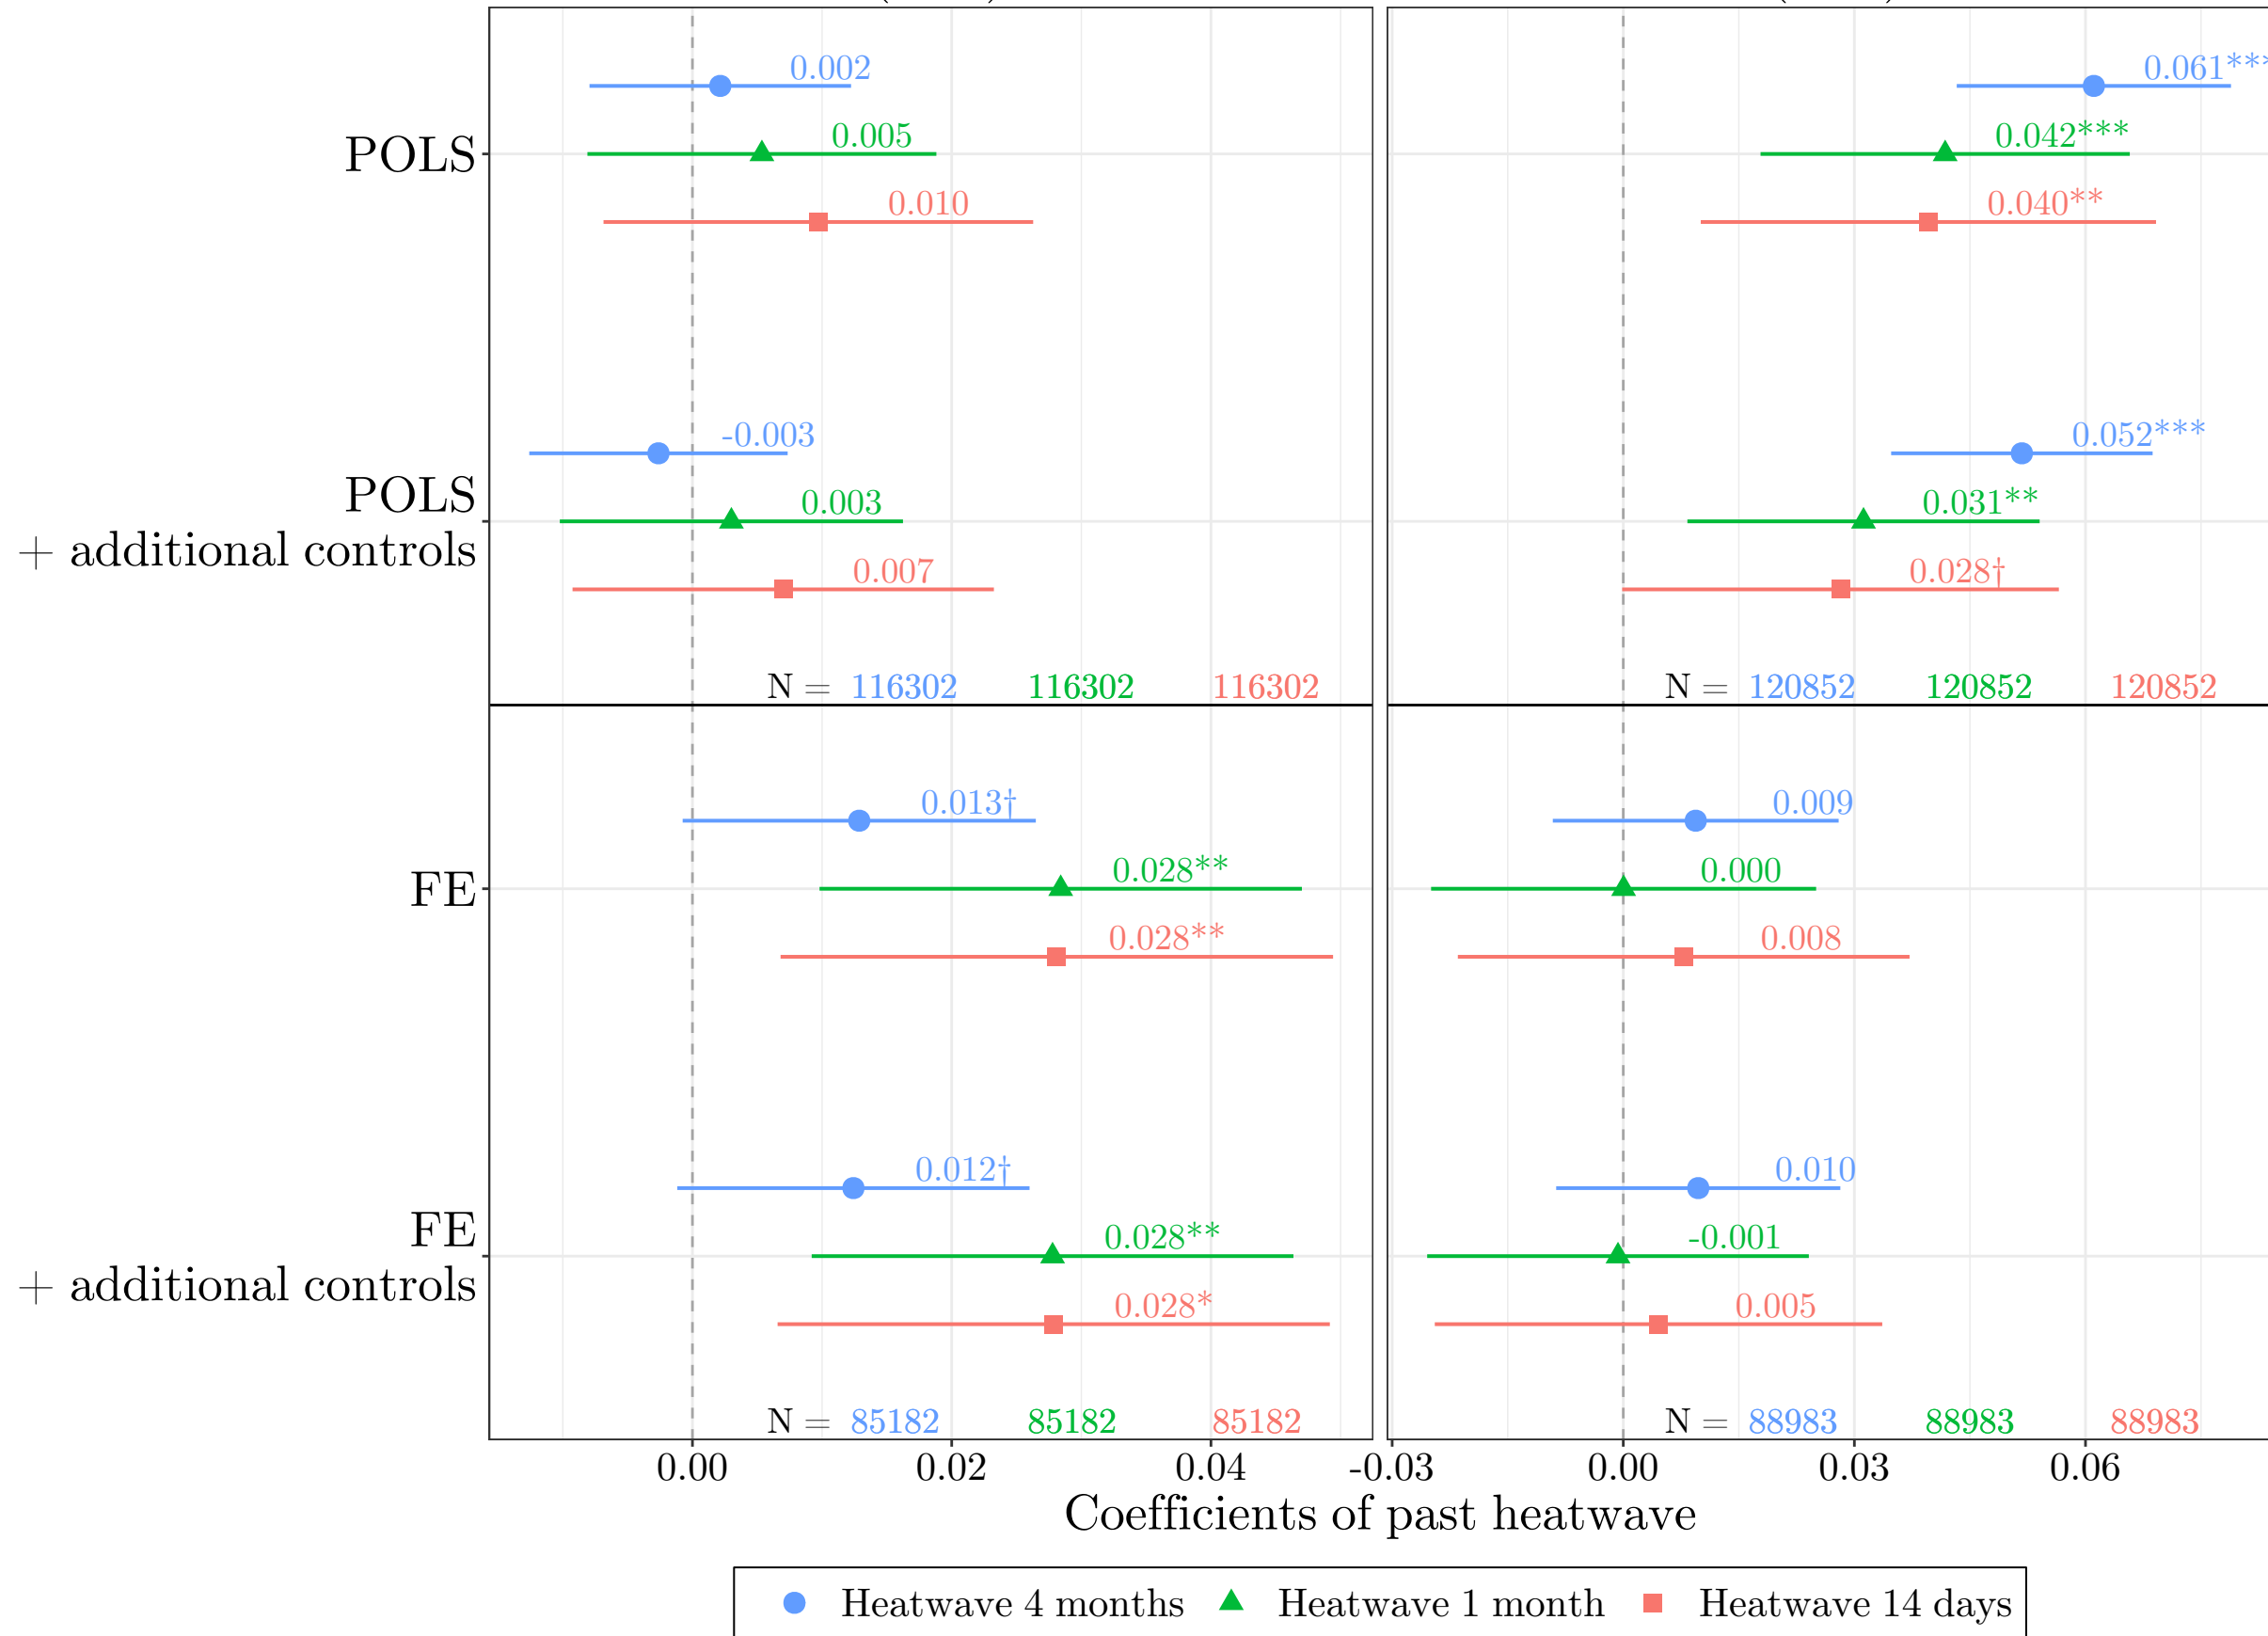 0.002
0.061***
POLS
0.005
0.042***
0.010
0.040**
-0.003
0.052***
POLS
+ additional controls
0.003
0.031**
0.007
0.028†
N = 116302 116302 116302
N = 120852 120852 120852
0.013†
0.009
FE
0.028**
0.000
0.028**
0.008
0.012†
0.010
FE
+ additional controls
0.028**
-0.001
0.028*
0.005
N = 85182 85182 85182
N = 88983 88983 88983
0.00 0.02 0.04
-0.03 0.00 0.03 0.06
Coefficients of past heatwave
Heatwave 4 months Heatwave 1 month Heatwave 14 days